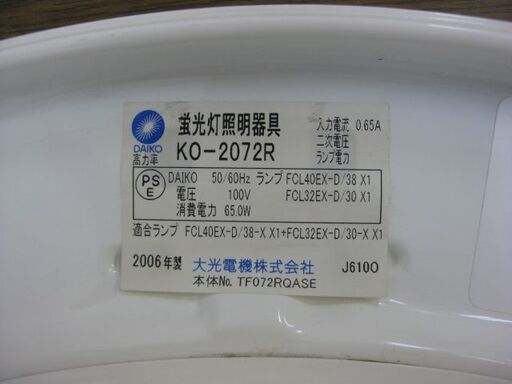 蛍光灯照明器具
KO-2072R
入力電流 0.65A
二次電圧
ランプ電力
DAIKO
高力率
PS
E
DAIKO 50/60Hz ランプ FCL40EX-D/38 X1
電圧 100V FCL32EX-D/30 X1
消費電力 65.0W
適合ランプ FCL40EX-D/38-X X1+FCL32EX-D/30-X X1
2006年製 大光電機株式会社 J610O
本体No. TF072RQASE